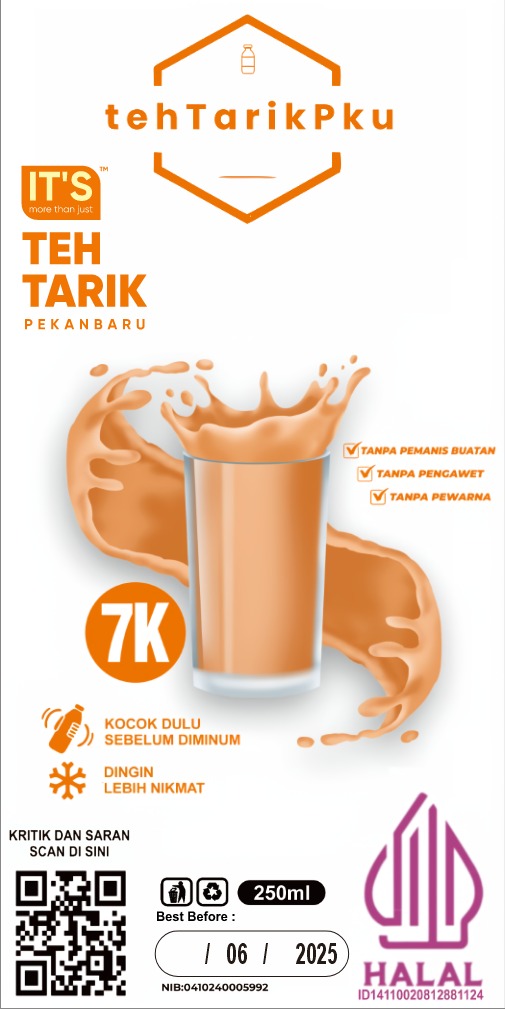 tehTarikPku
IT'S™
more than just
TEH
TARIK
PEKANBARU
TANPA PEMANIS BUATAN
TANPA PENGAWET
TANPA PEWARNA
7K
KOCOK DULU
SEBELUM DIMINUM
DINGIN
LEBIH NIKMAT
KRITIK DAN SARAN
SCAN DI SINI
250ml
Best Before :
/ 06 / 2025
NIB:0410240005992
HALAL
ID14110020812881124